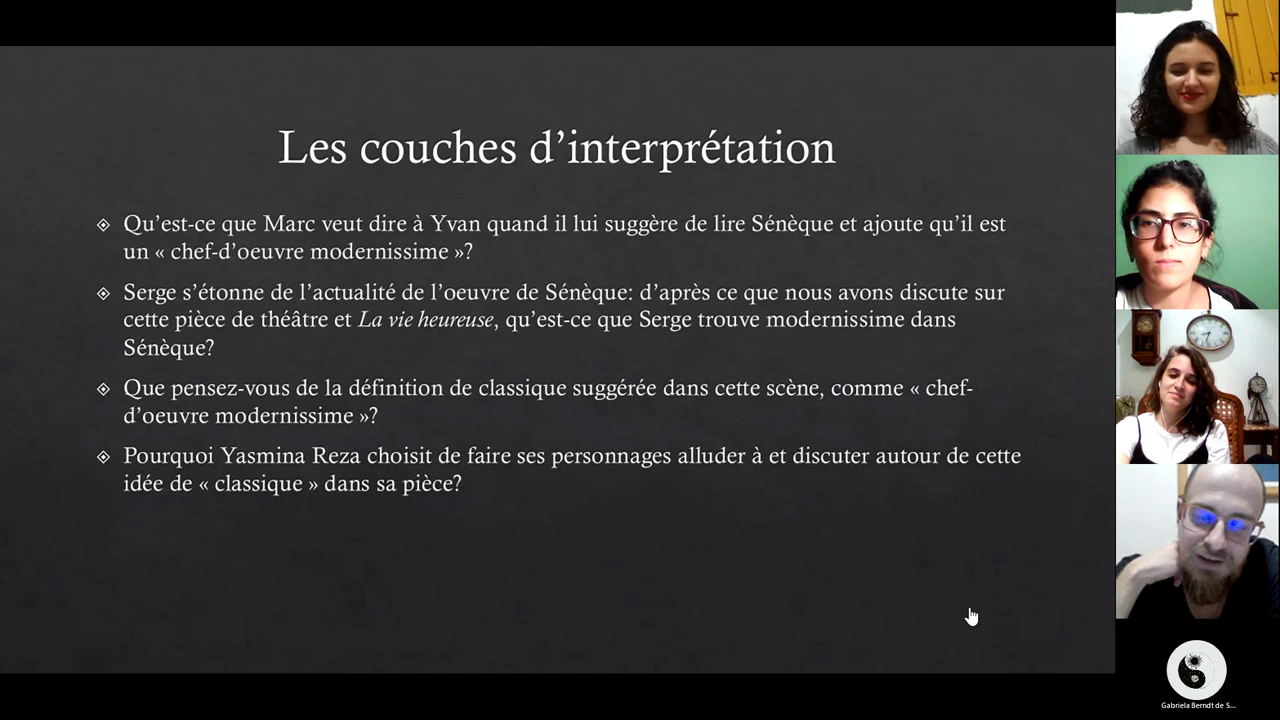 Les couches d’interprétation
Qu’est-ce que Marc veut dire à Yvan quand il lui suggère de lire Sénèque et ajoute qu’il est
un « chef-d’oeuvre modernissime »?
Serge s’étonne de l’actualité de l’oeuvre de Sénèque: d’après ce que nous avons discute sur
cette pièce de théâtre et La vie heureuse, qu’est-ce que Serge trouve modernissime dans
Sénèque?
Que pensez-vous de la définition de classique suggérée dans cette scène, comme « chef-
d’oeuvre modernissime »?
Pourquoi Yasmina Reza choisit de faire ses personnages alluder à et discuter autour de cette
idée de « classique » dans sa pièce?
Gabriela Berndt de S...